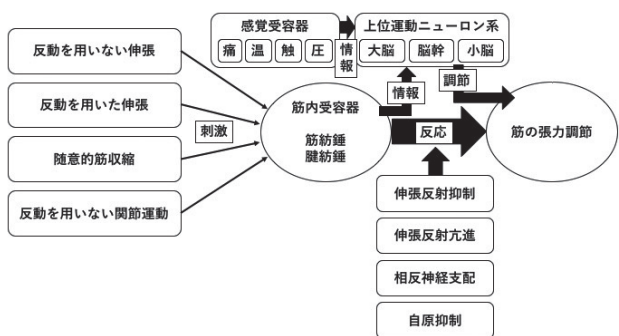 感覚受容器
痛 温 触 圧
情報
上位運動ニューロン系
大脳 脳幹 小脳
反動を用いない伸張
反動を用いた伸張
随意的筋収縮
反動を用いない関節運動
刺激
筋内受容器
筋紡錘
腱紡錘
情報
調節
反応
筋の張力調節
伸張反射抑制
伸張反射亢進
相反神経支配
自原抑制